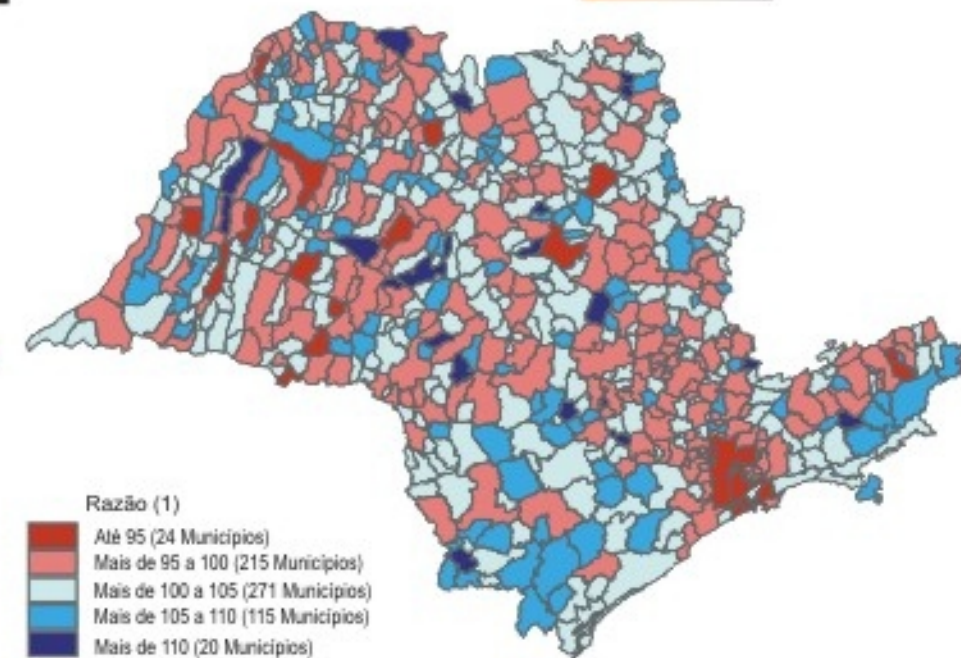 Razão (1)
Até 95 (24 Municípios)
Mais de 95 a 100 (215 Municípios)
Mais de 100 a 105 (271 Municípios)
Mais de 105 a 110 (115 Municípios)
Mais de 110 (20 Municípios)